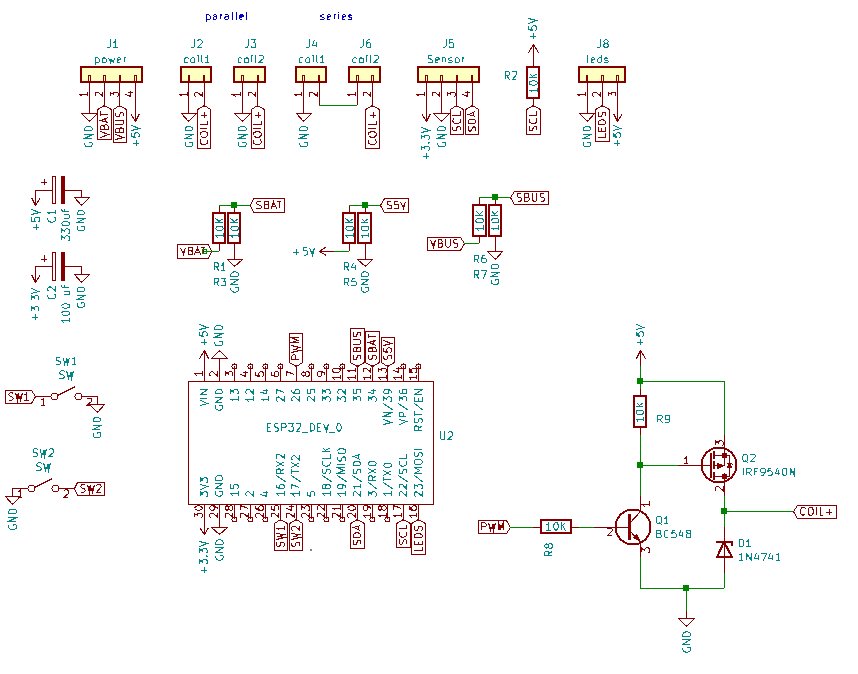 parallel series
J1 J2 J3 J4 J6 J5 J8
power coil1 coil2 coil1 coil2 Sensor leds
+5V
R2 10K
1 2 3 4 1 2 1 2 1 2 1 2 1 2 3 4 1 2 3
GND VBAT VBUS +5V GND COIL+ GND COIL+ GND COIL+ +3.3V GND SCL SDA SCL GND LEDS +5V
+ +5V C1 330uf GND
SBAT S5V SBUS
10K 10K 10K 10K 10K 10K
VBAT +5V VBUS
R1 R4 R6
R3 R5 R7
GND GND GND
+ +3.3V C2 100 uf GND
+5V GND PWM SBUS SBAT S5V
1 2 3 4 5 6 7 8 9 10 11 12 13 14 15
VIN GND 13 12 14 27 26 25 33 32 35 34 VN/39 VP/36 RST/EN
ESP32_DEV_0
U2
3V3 GND 15 2 4 16/RX2 17/TX2 5 18/SCLK 19/MISO 21/SDA 3/RX0 1/TX0 22/SCL 23/MOSI
30 29 28 27 26 25 24 23 22 21 20 19 18 17 16
+3.3V GND SW1 SW2 SDA SCL LEDS
SW1
SW
SW1 1 2
GND
SW2
SW
1 2 SW2
GND
+5V
10K R9
3
1 Q2
IRF9540N
2
COIL+
PWM 10K 2 1 Q1
BC548
3
R8
D1
1N4741
GND